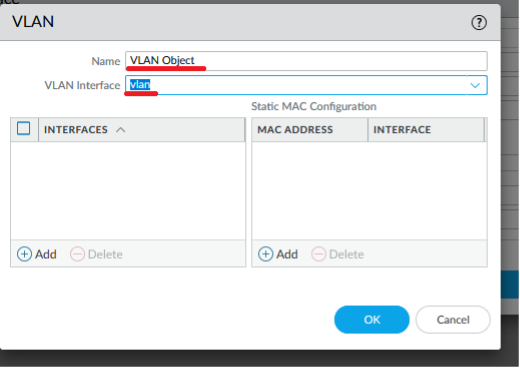 VLAN
Name VLAN Object
VLAN Interface vlan
Static MAC Configuration
INTERFACES MAC ADDRESS INTERFACE
Add Delete Add Delete
OK Cancel